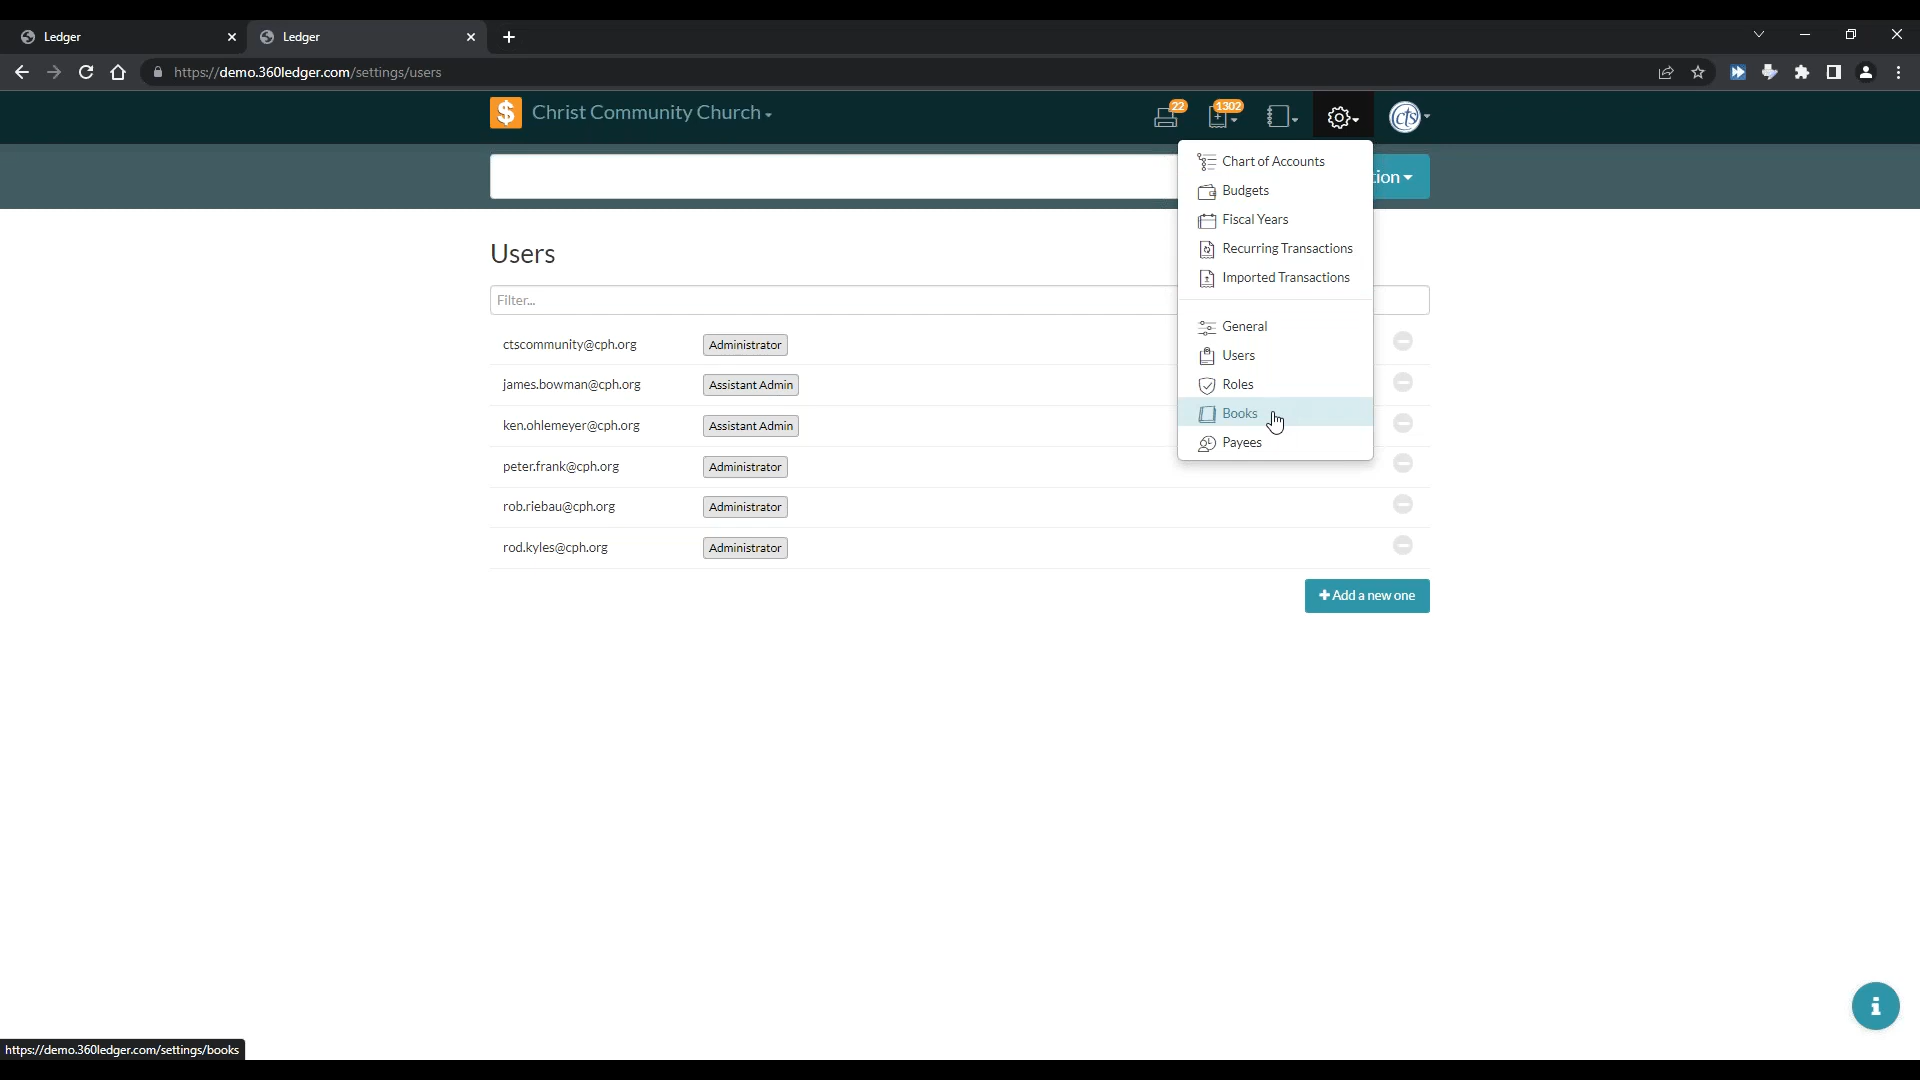 Ledger
Ledger
https://demo.360ledger.com/settings/users
$ Christ Community Church
22
1302
cts
tion
Chart of Accounts
Budgets
Fiscal Years
Recurring Transactions
Imported Transactions
General
Users
Roles
Books
Payees
Users
Filter...
ctscommunity@cph.org Administrator
james.bowman@cph.org Assistant Admin
ken.ohlemeyer@cph.org Assistant Admin
peter.frank@cph.org Administrator
rob.riebau@cph.org Administrator
rod.kyles@cph.org Administrator
+ Add a new one
i
https://demo.360ledger.com/settings/books